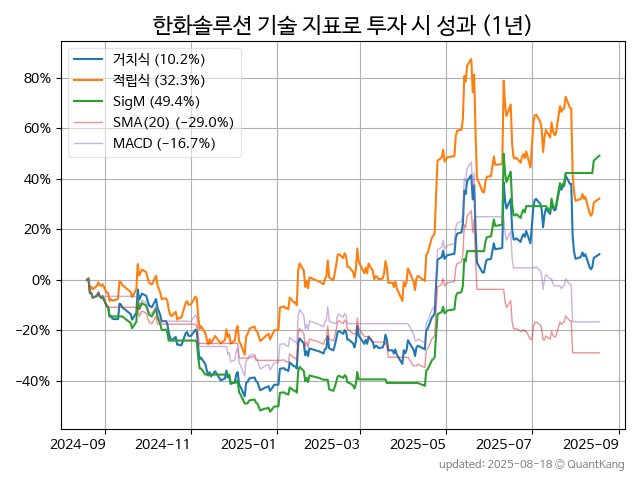 한화솔루션 기술 지표로 투자 시 성과 (1년)
거치식 (10.2%)
적립식 (32.3%)
SigM (49.4%)
SMA(20) (−29.0%)
MACD (−16.7%)
80%
60%
40%
20%
0%
−20%
−40%
2024-09
2024-11
2025-01
2025-03
2025-05
2025-07
2025-09
updated: 2025-08-18 © QuantKang